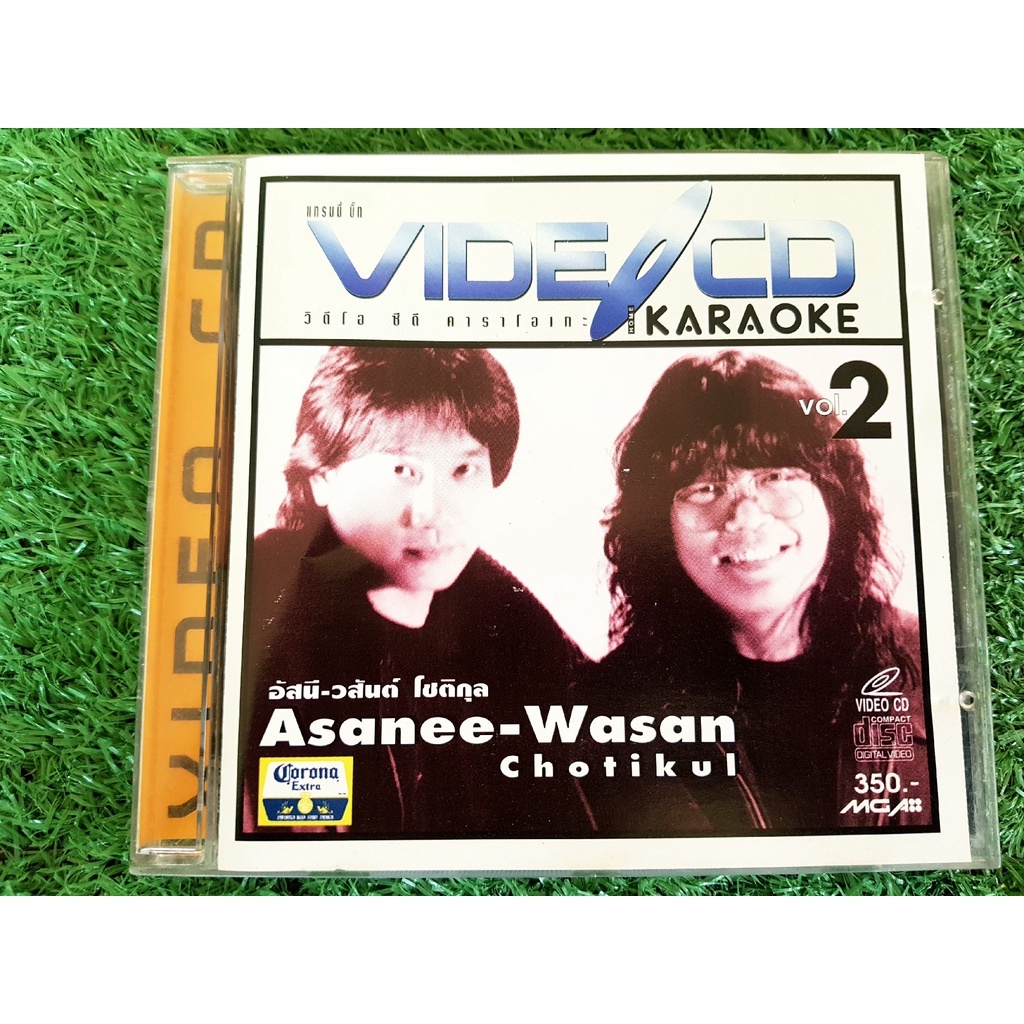 VIDEO CD
แกรมมี่ บิ๊ก
VIDEO CD
วิดีโอ ซีดี คาราโอเกะ
HOME KARAOKE
vol. 2
อัสนี-วสันต์ โชติกุล
Asanee-Wasan
Chotikul
Corona
Extra
VIDEO CD
COMPACT
disc
DIGITAL VIDEO
350.-
MGA